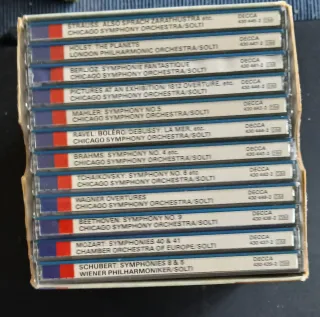 STRAUSS: ALSO SPRACH ZARATHUSTRA etc.
CHICAGO SYMPHONY ORCHESTRA/SOLTI
DECCA
HOLST: THE PLANETS
LONDON PHILHARMONIC ORCHESTRA/SOLTI
DECCA
BERLIOZ: SYMPHONIE FANTASTIQUE
CHICAGO SYMPHONY ORCHESTRA/SOLTI
DECCA
PICTURES AT AN EXHIBITION: 1812 OVERTURE, etc.
CHICAGO SYMPHONY ORCHESTRA/SOLTI
DECCA
MAHLER: SYMPHONY NO.5
CHICAGO SYMPHONY ORCHESTRA/SOLTI
DECCA
RAVEL: BOLÉRO/DEBUSSY: LA MER, etc.
CHICAGO SYMPHONY ORCHESTRA/SOLTI
DECCA
BRAHMS: SYMPHONY NO. 4 etc.
CHICAGO SYMPHONY ORCHESTRA/SOLTI
DECCA
TCHAIKOVSKY: SYMPHONY NO. 6 etc
CHICAGO SYMPHONY ORCHESTRA/SOLTI
DECCA
WAGNER OVERTURES
CHICAGO SYMPHONY ORCHESTRA/SOLTI
DECCA
BEETHOVEN: SYMPHONY NO. 9
CHICAGO SYMPHONY ORCHESTRA/SOLTI
DECCA
MOZART: SYMPHONIES 40 & 41
CHAMBER ORCHESTRA OF EUROPE/SOLTI
DECCA
SCHUBERT: SYMPHONIES 8 & 9
WIENER PHILHARMONIKER/SOLTI
DECCA